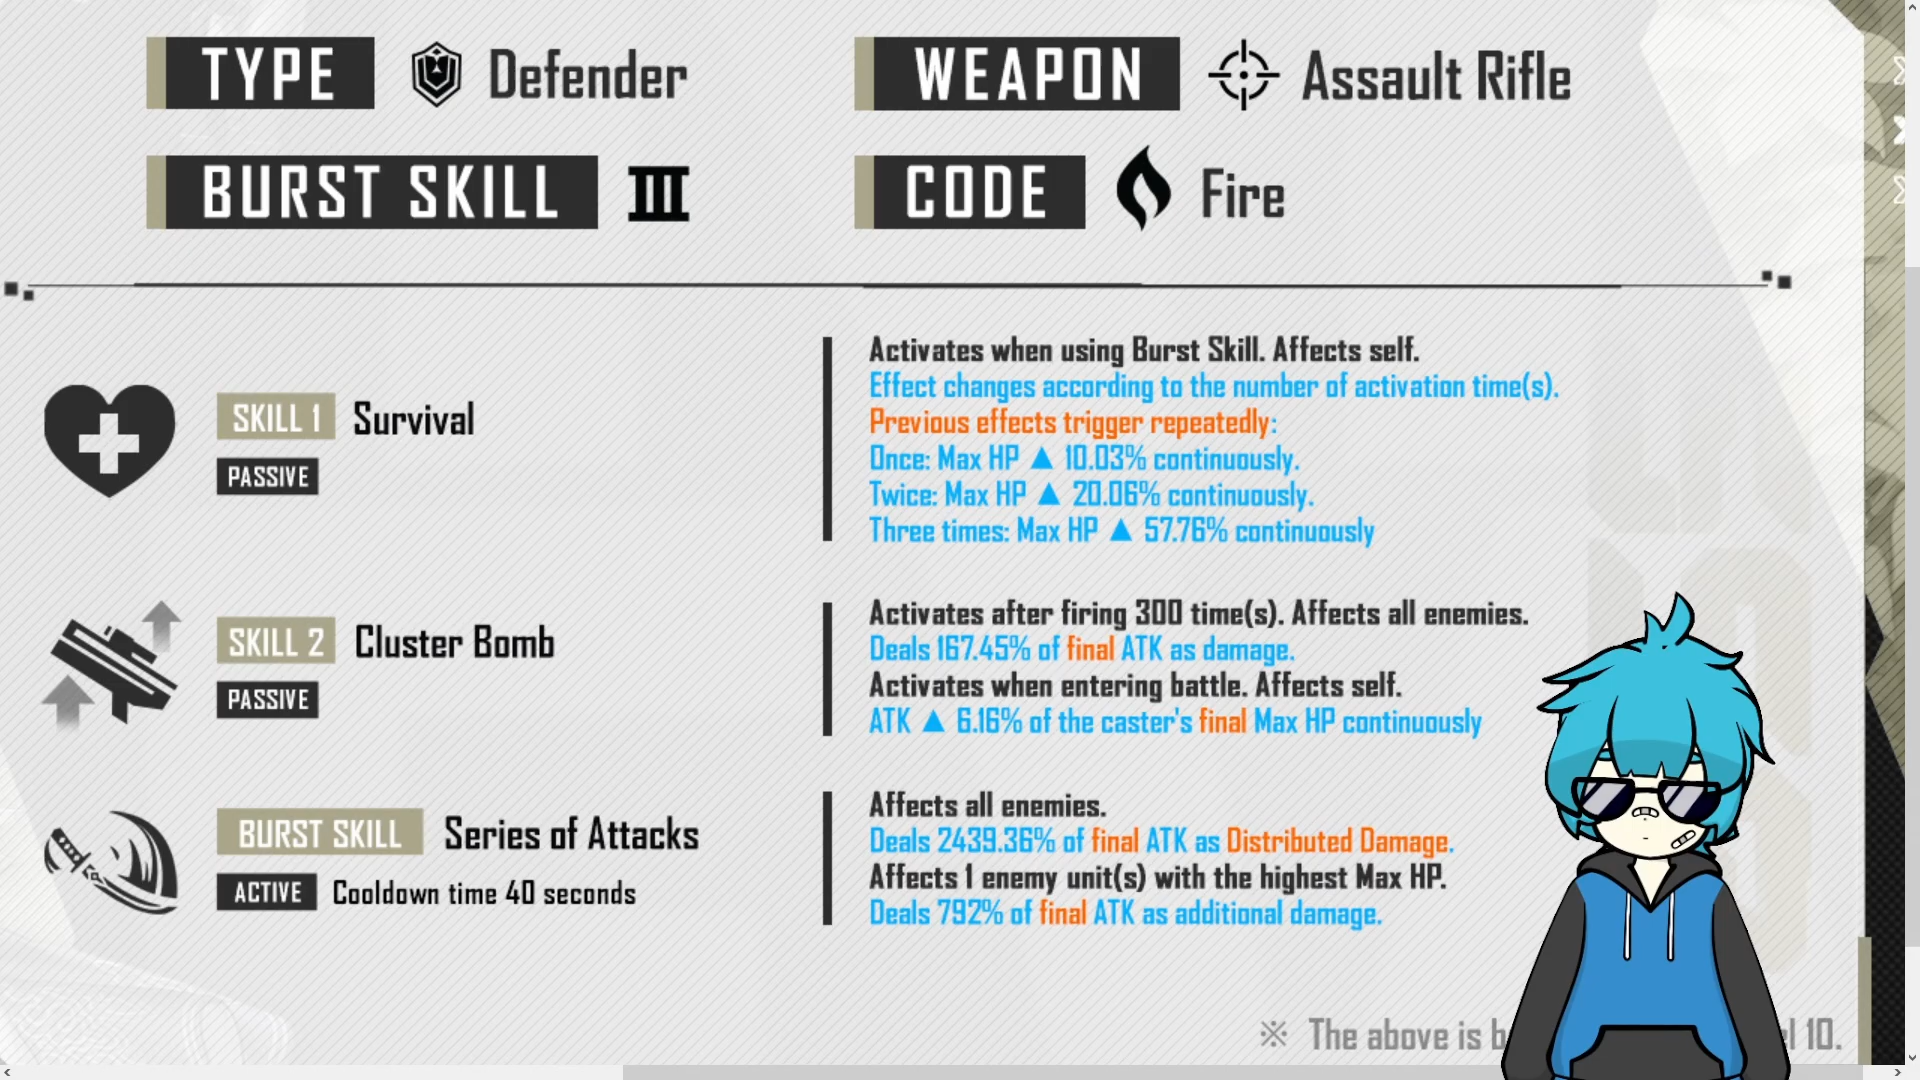 TYPE Defender WEAPON Assault Rifle
BURST SKILL III CODE Fire
Activates when using Burst Skill. Affects self.
Effect changes according to the number of activation time(s).
Previous effects trigger repeatedly:
SKILL 1 Survival
Once: Max HP ▲ 10.03% continuously.
PASSIVE
Twice: Max HP ▲ 20.06% continuously.
Three times: Max HP ▲ 57.76% continuously
Activates after firing 300 time(s). Affects all enemies.
SKILL 2 Cluster Bomb
Deals 167.45% of final ATK as damage.
Activates when entering battle. Affects self.
PASSIVE
ATK ▲ 6.16% of the caster's final Max HP continuously
Affects all enemies.
BURST SKILL Series of Attacks
Deals 2439.36% of final ATK as Distributed Damage.
Affects 1 enemy unit(s) with the highest Max HP.
ACTIVE Cooldown time 40 seconds
Deals 792% of final ATK as additional damage.
※ The above is 10.